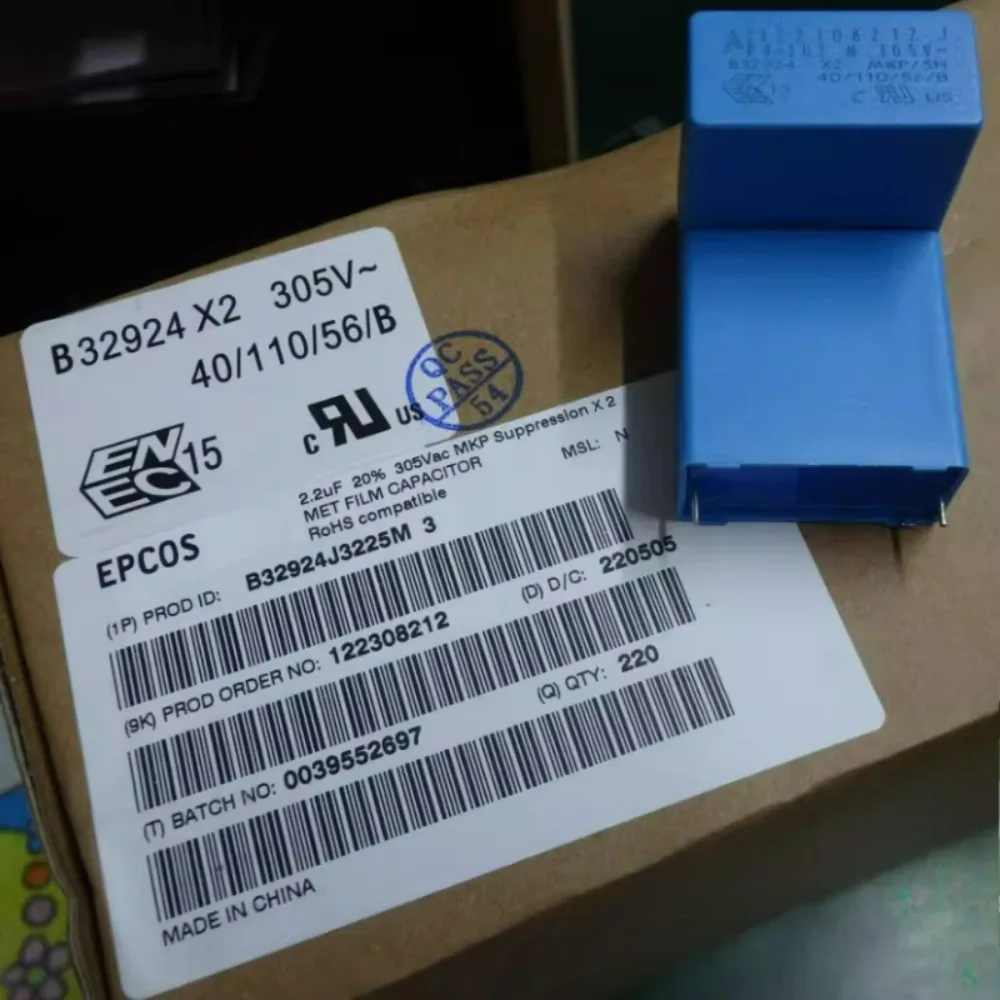 B32924 X2 305V~
40/110/56/B
EN
EC 15
c RU US
QC
PASS
54
2.2uF 20% 305Vac MKP Suppression X 2
MET FILM CAPACITOR
RoHS compatible
MSL: N
EPCOS
(1P) PROD ID: B32924J3225M 3
(9K) PROD ORDER NO: 122308212
(D) D/C: 220505
(T) BATCH NO: 0039552697
(Q) QTY: 220
MADE IN CHINA
305V~
B32924 X2 MKP/SH
40/110/56/B